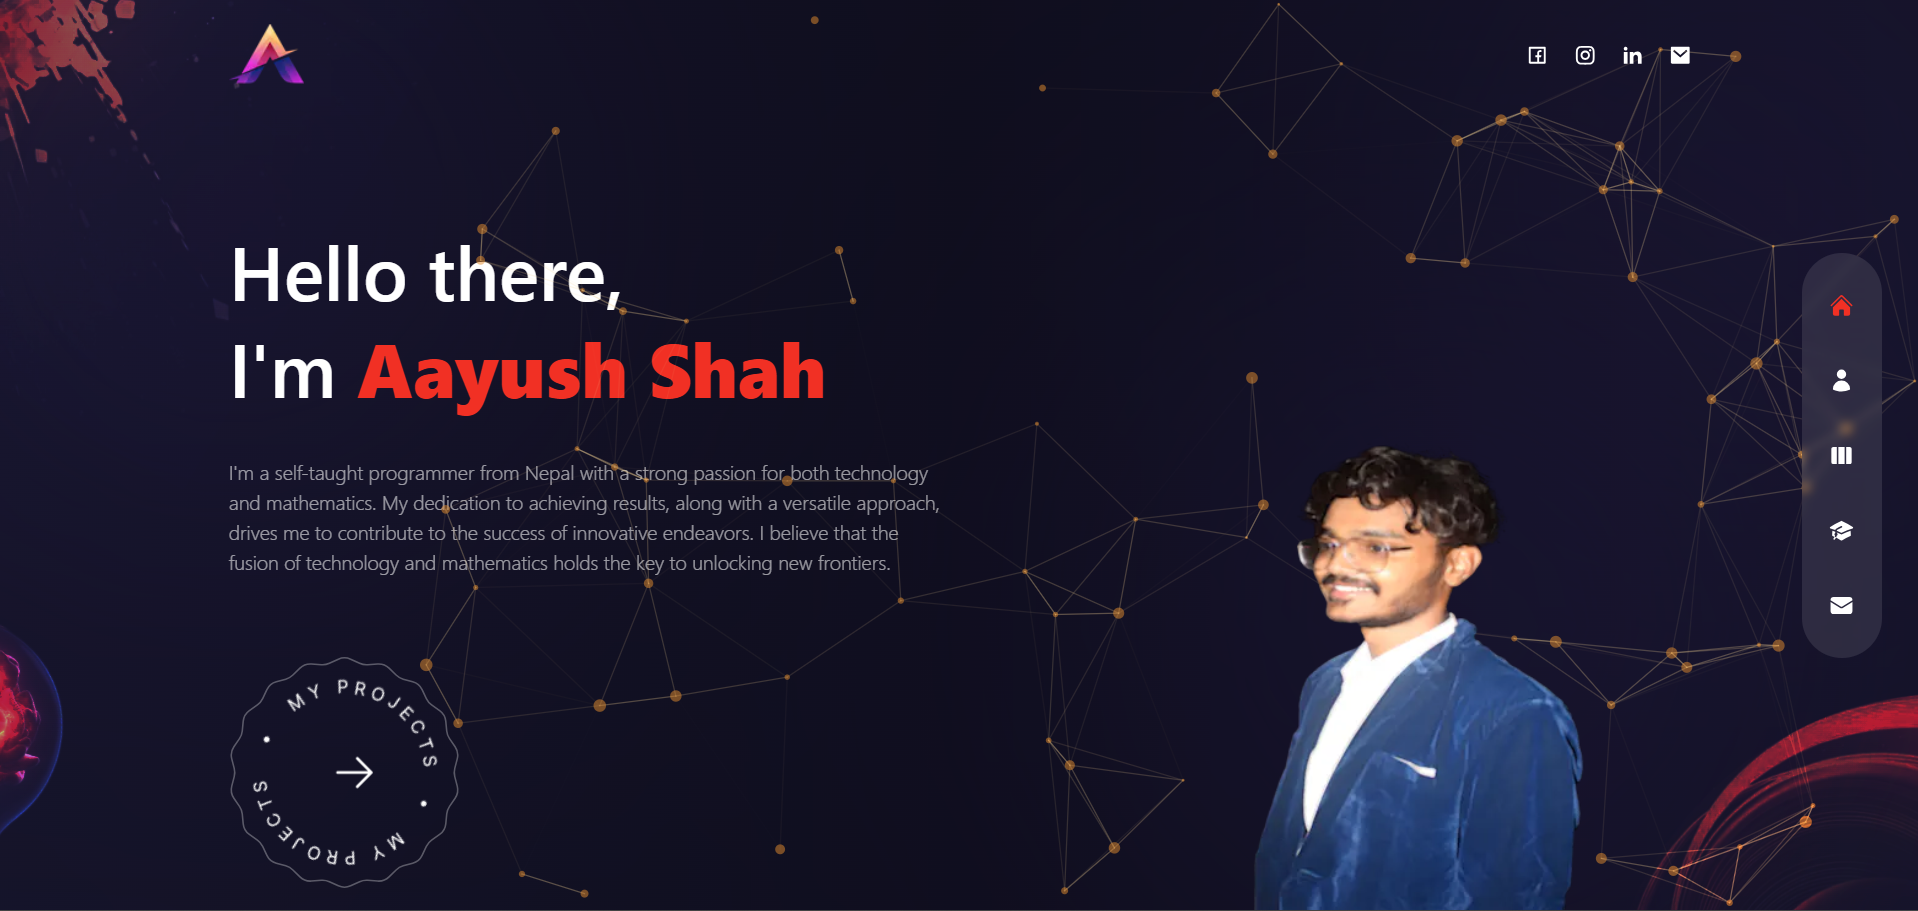 Hello there,
I'm Aayush Shah
I'm a self-taught programmer from Nepal with a strong passion for both technology
and mathematics. My dedication to achieving results, along with a versatile approach,
drives me to contribute to the success of innovative endeavors. I believe that the
fusion of technology and mathematics holds the key to unlocking new frontiers.
MY PROJECTS
MY PROJECTS